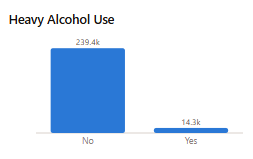 Heavy Alcohol Use
239.4k
14.3k
No
Yes